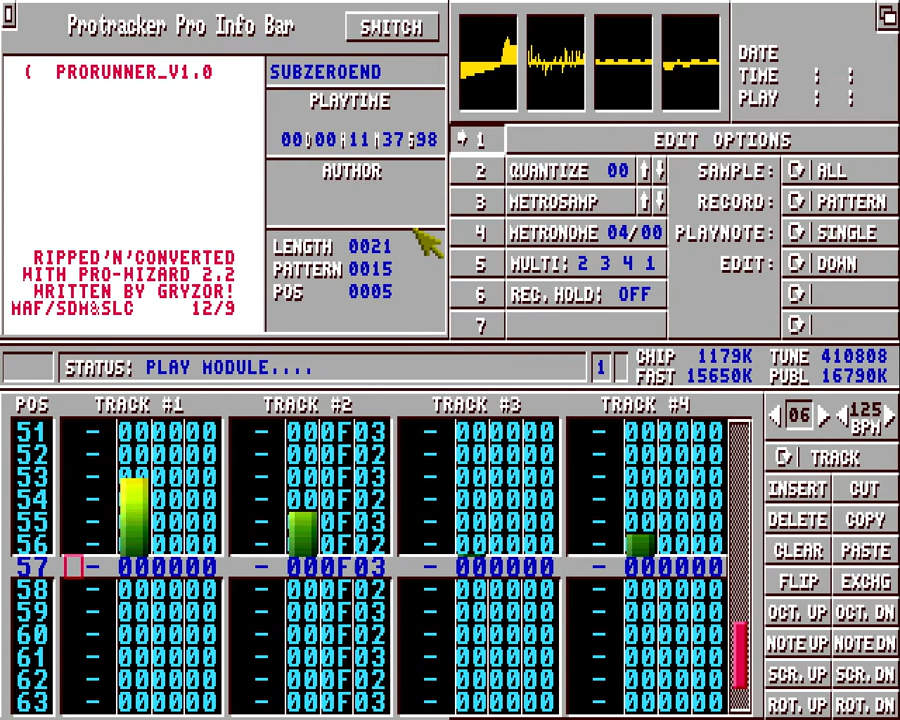 Protracker Pro Info Bar
SWITCH
( PRORUNNER_V1.0
RIPPED'N'CONVERTED
WITH PRO-WIZARD 2.2
WRITTEN BY GRYZOR!
MAF/SDM&SLC 12/9
SUBZEROEND
PLAYTIME
00D00H11M37S98
AUTHOR
LENGTH 0021
PATTERN 0015
POS 0005
DATE
TIME : :
PLAY : :
1 EDIT OPTIONS
2 QUANTIZE 00 SAMPLE: ALL
3 METROSAMP RECORD: PATTERN
4 METRONOME 04/00 PLAYNOTE: SINGLE
5 MULTI: 2 3 4 1 EDIT: DOWN
6 REC. HOLD: OFF
7
STATUS: PLAY MODULE....
1
CHIP 1179K TUNE 410808
FAST 15650K PUBL 16790K
POS TRACK #1 TRACK #2 TRACK #3 TRACK #4
51 - 000000 - 000F03 - 000000 - 000000
52 - 000000 - 000F02 - 000000 - 000000
53 - 000000 - 000F03 - 000000 - 000000
54 - 000000 - 000F02 - 000000 - 000000
55 - 000000 - 000F03 - 000000 - 000000
56 - 000000 - 000F02 - 000000 - 000000
57 - 000000 - 000F03 - 000000 - 000000
58 - 000000 - 000F02 - 000000 - 000000
59 - 000000 - 000F03 - 000000 - 000000
60 - 000000 - 000F02 - 000000 - 000000
61 - 000000 - 000F03 - 000000 - 000000
62 - 000000 - 000F02 - 000000 - 000000
63 - 000000 - 000F03 - 000000 - 000000
06 125
BPM
TRACK
INSERT CUT
DELETE COPY
CLEAR PASTE
FLIP EXCHG
OCT. UP OCT. DN
NOTE UP NOTE DN
SCR. UP SCR. DN
ROT. UP ROT. DN